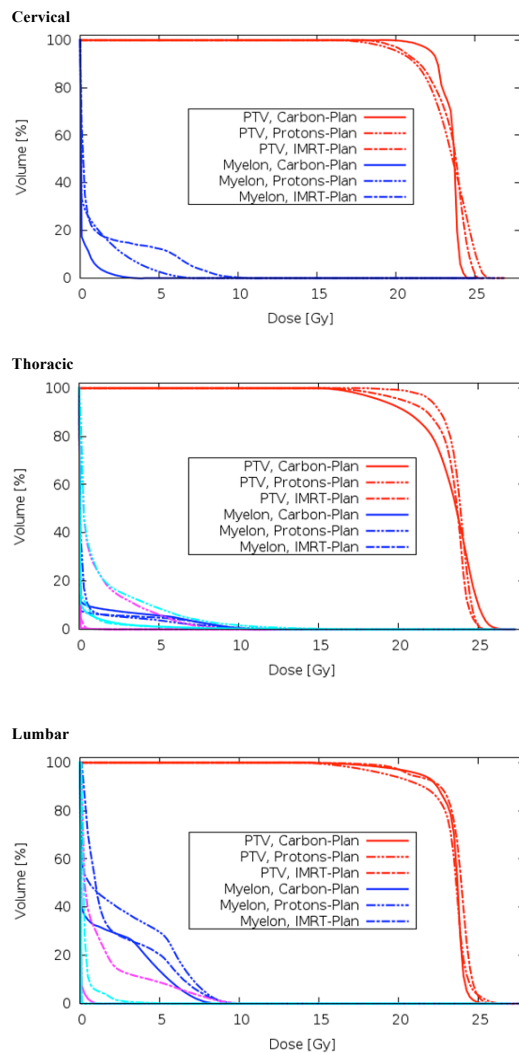 Cervical
100
80
60
40
20
0
Volume [%]
PTV, Carbon-Plan
PTV, Protons-Plan
PTV, IMRT-Plan
Myelon, Carbon-Plan
Myelon, Protons-Plan
Myelon, IMRT-Plan
0 5 10 15 20 25
Dose [Gy]
Thoracic
100
80
60
40
20
0
Volume [%]
PTV, Carbon-Plan
PTV, Protons-Plan
PTV, IMRT-Plan
Myelon, Carbon-Plan
Myelon, Protons-Plan
Myelon, IMRT-Plan
0 5 10 15 20 25
Dose [Gy]
Lumbar
100
80
60
40
20
0
Volume [%]
PTV, Carbon-Plan
PTV, Protons-Plan
PTV, IMRT-Plan
Myelon, Carbon-Plan
Myelon, Protons-Plan
Myelon, IMRT-Plan
0 5 10 15 20 25
Dose [Gy]